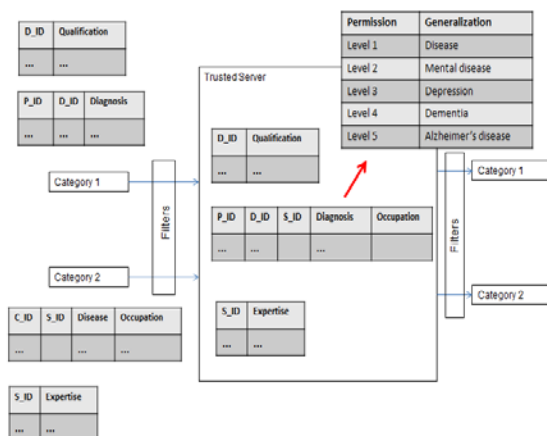 D_ID Qualification
... ...
P_ID D_ID Diagnosis
... ... ...
Category 1
Category 2
Filters
C_ID S_ID Disease Occupation
... ... ...
S_ID Expertise
... ...
Trusted Server
D_ID Qualification
... ...
P_ID D_ID S_ID Diagnosis Occupation
... ...
S_ID Expertise
... ...
Permission Generalization
Level 1 Disease
Level 2 Mental disease
Level 3 Depression
Level 4 Dementia
Level 5 Alzheimer's disease
Filters
Category 1
Category 2